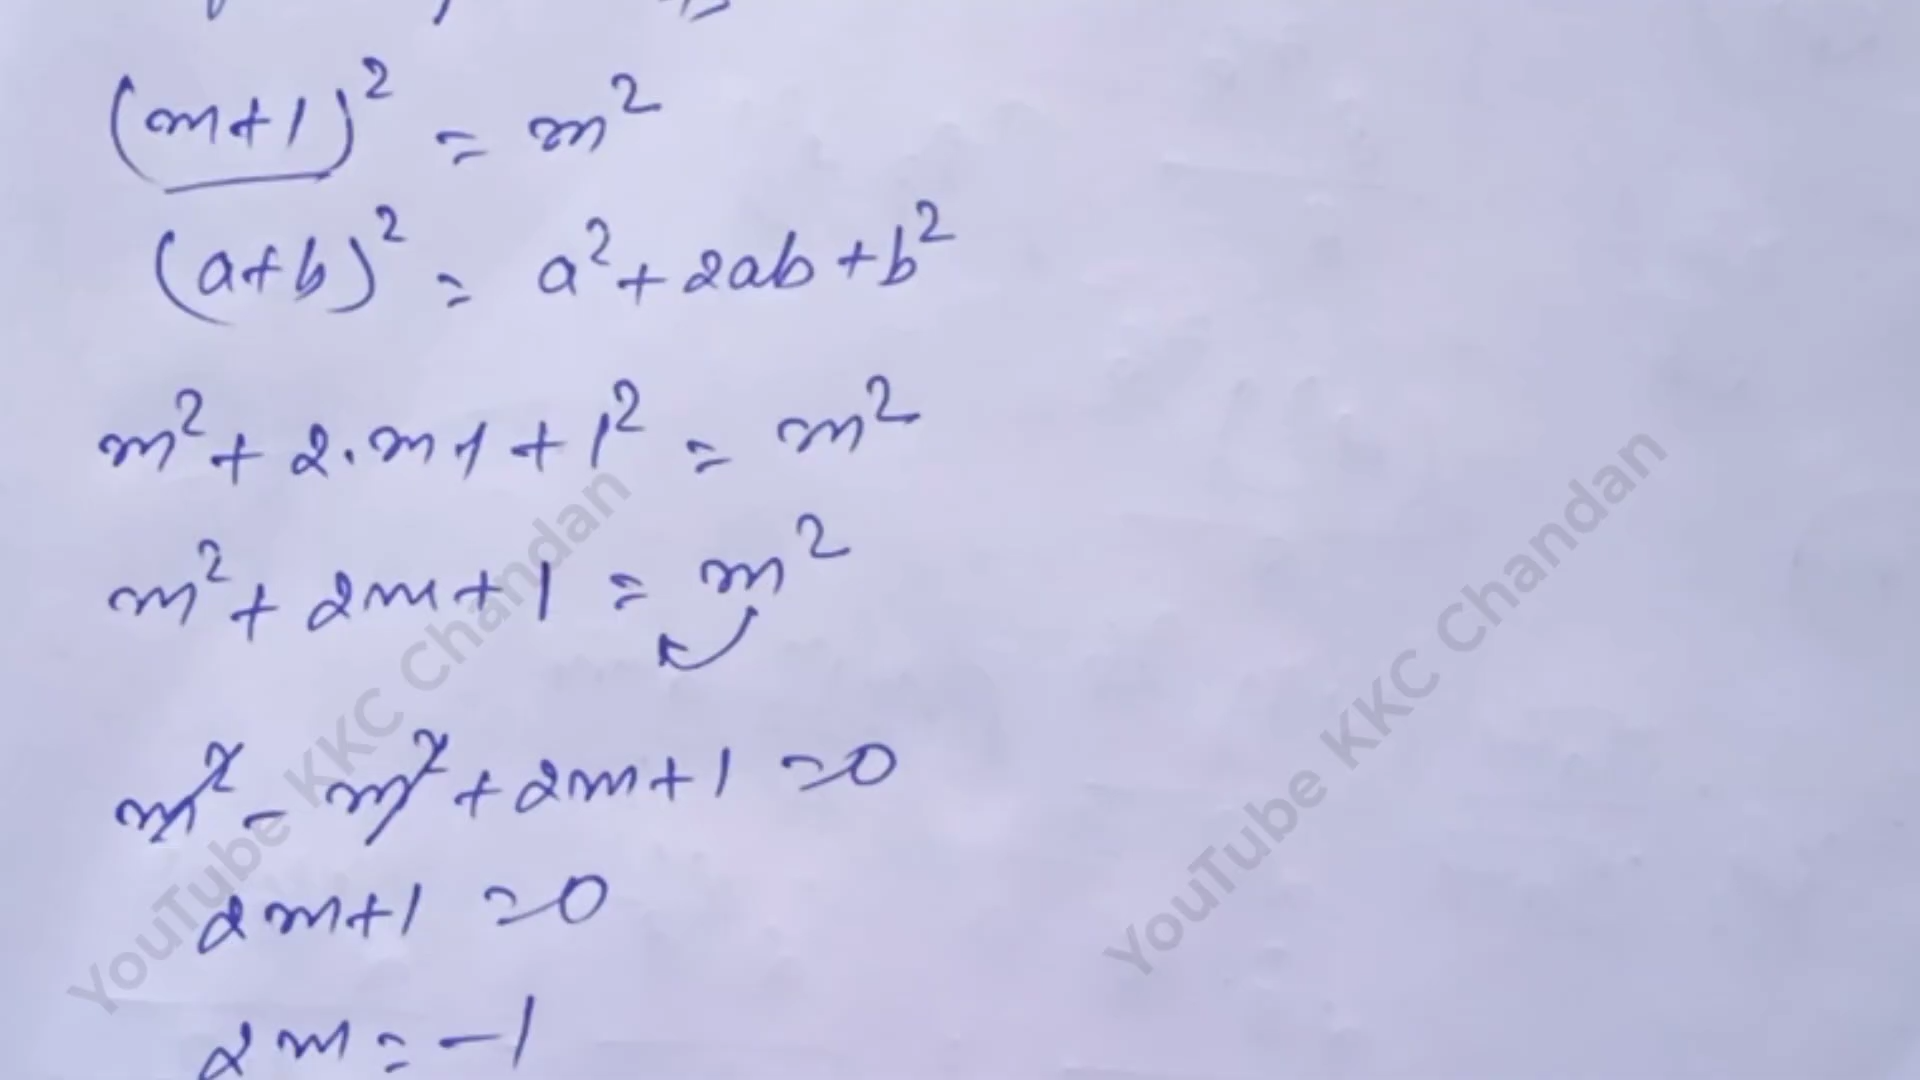 (m+1)² = m²
(a+b)² = a² + 2ab + b²
m² + 2·m·1 + 1² = m²
m² + 2m + 1 = m²
m² - m² + 2m + 1 = 0
2m+1 = 0
2m = -1
YouTube KKC Chandan
YouTube KKC Chandan